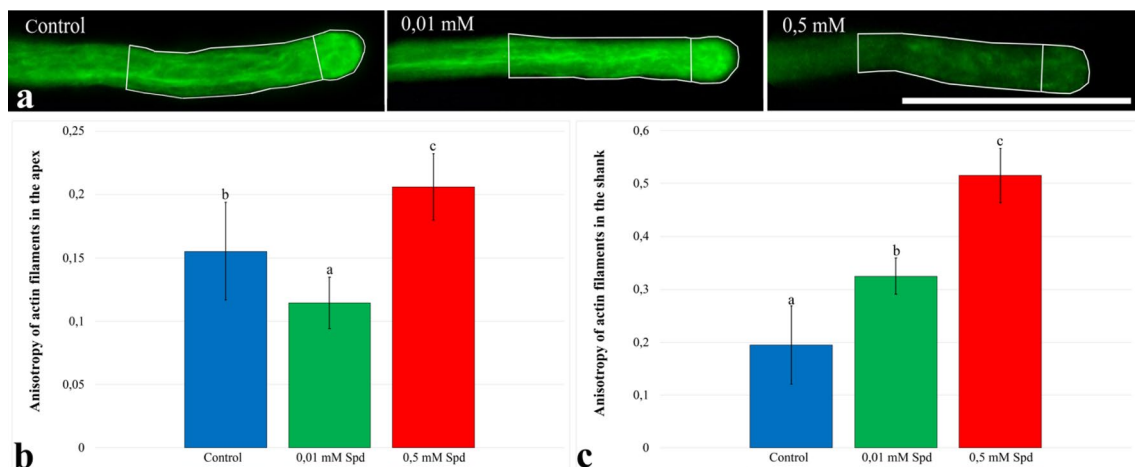 Control
0,01 mM
0,5 mM
a
Anisotropy of actin filaments in the apex
0,25
0,2
0,15
0,1
0,05
0
b
a
c
Control
0,01 mM Spd
0,5 mM Spd
b
Anisotropy of actin filaments in the shank
0,6
0,5
0,4
0,3
0,2
0,1
0
a
b
c
Control
0,01 mM Spd
0,5 mM Spd
c